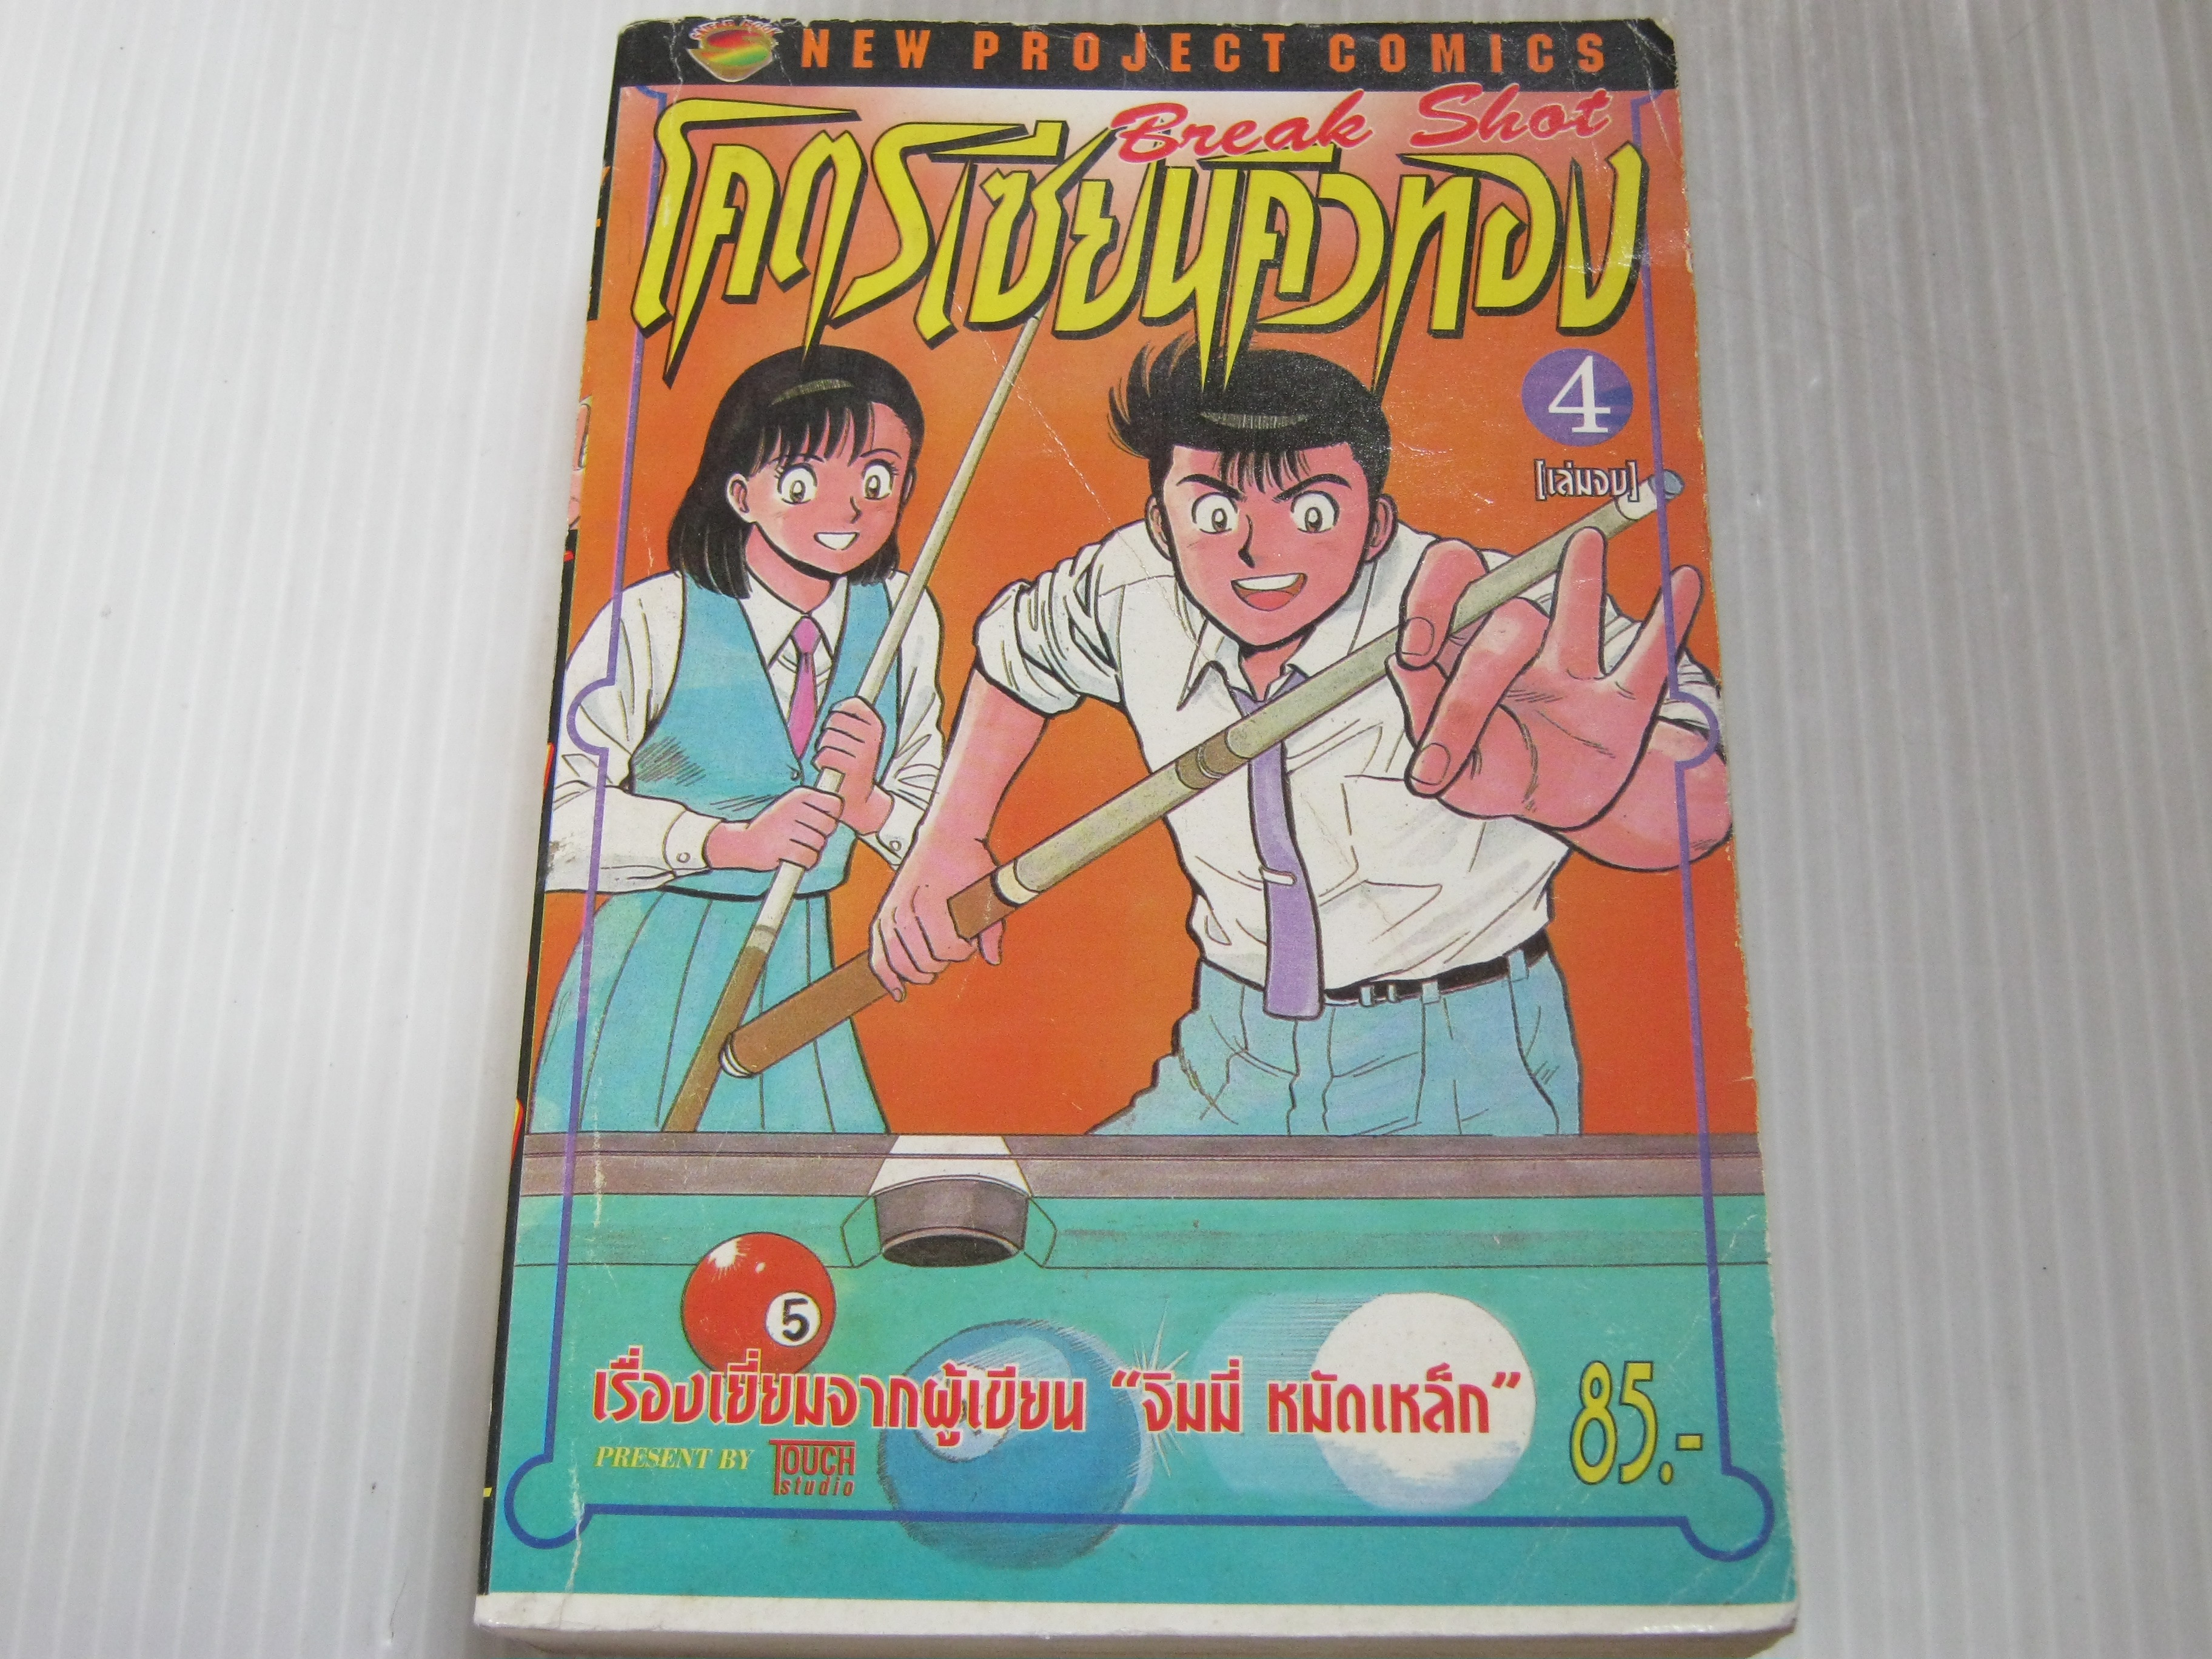 NEW PROJECT COMICS
Break Shot
โคตรเซียนคิวทอง
4
[เล่มจบ]
5
เรื่องเยี่ยมจากผู้เขียน "จิมมี่ หมัดเหล็ก"
85.-
PRESENT BY TOUCH studio